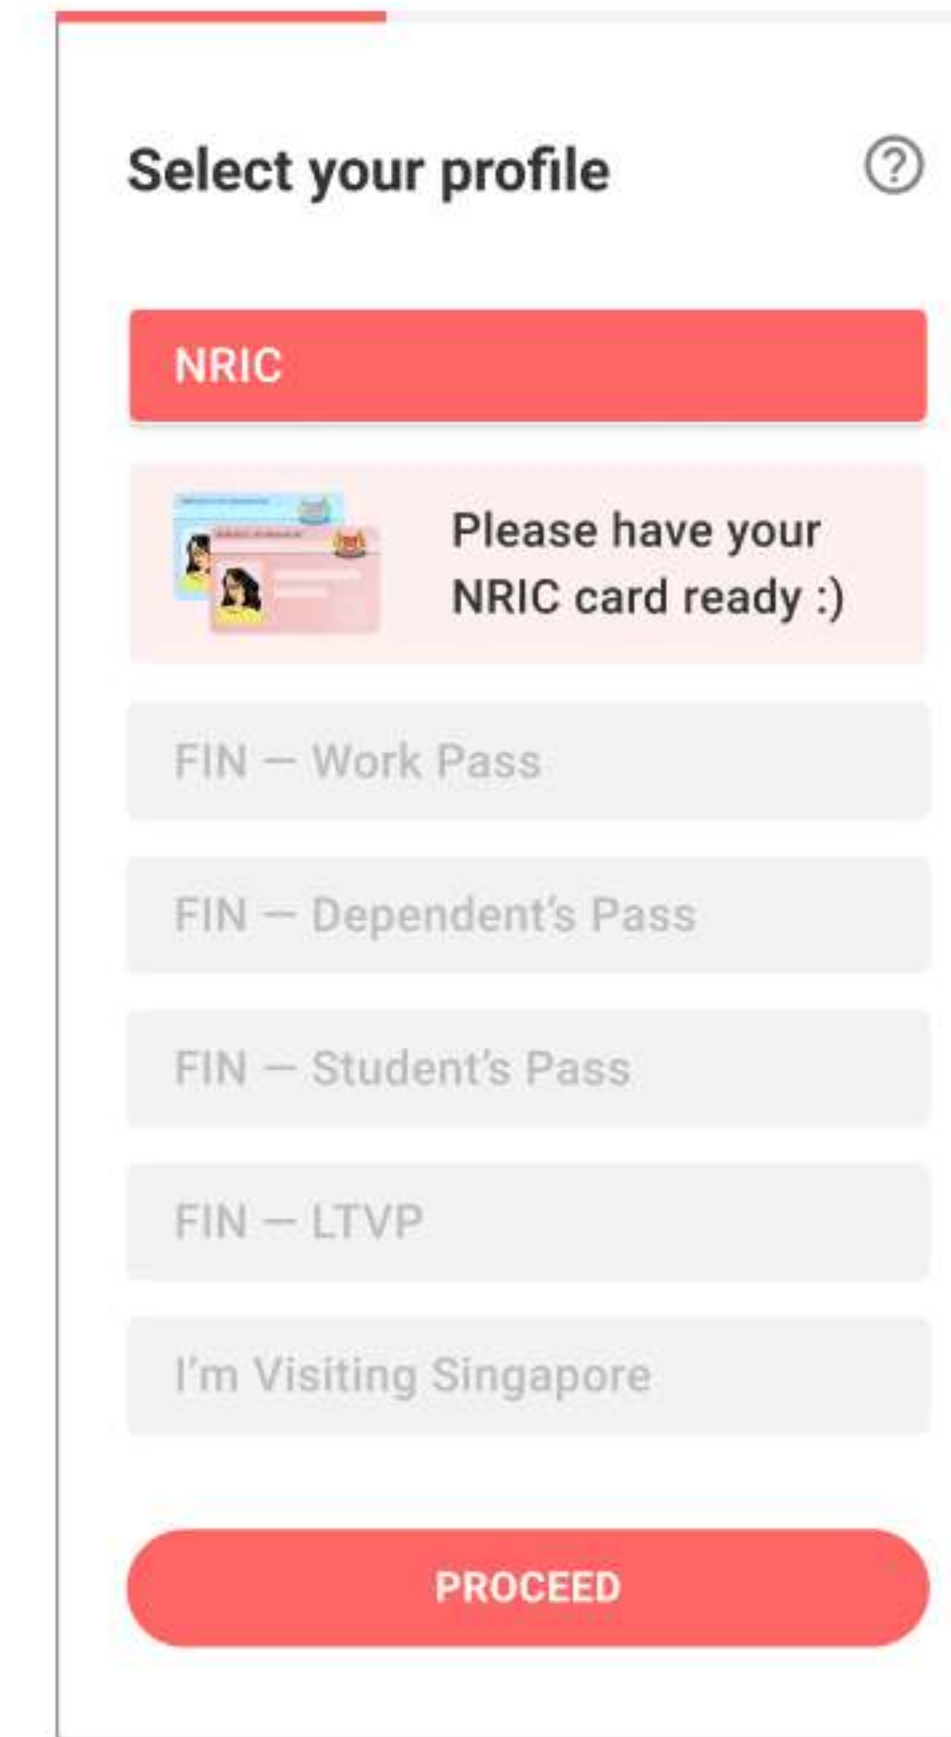 Select your profile
NRIC
Please have your
NRIC card ready :)
FIN — Work Pass
FIN — Dependent's Pass
FIN — Student's Pass
FIN — LTVP
I'm Visiting Singapore
PROCEED